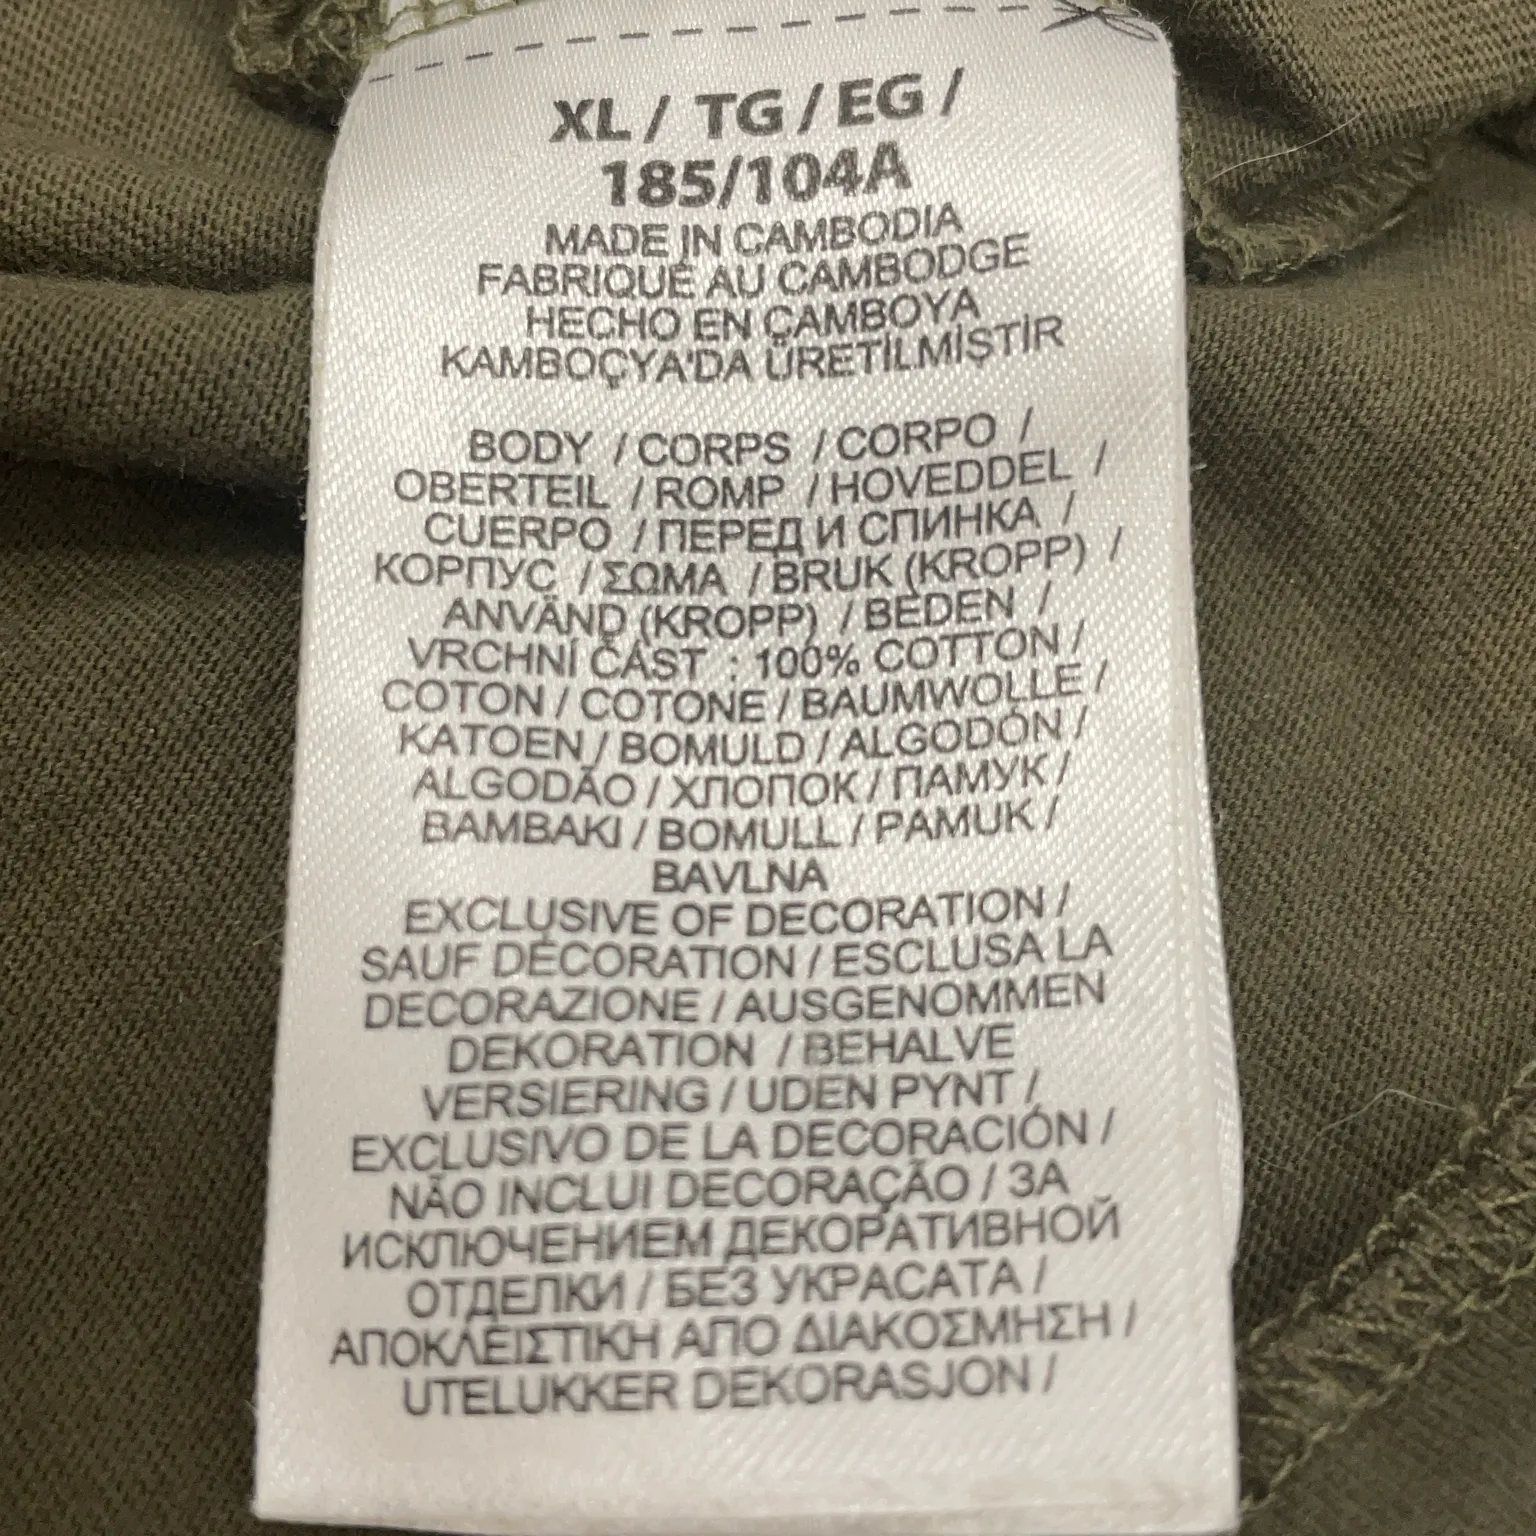 XL / TG / EG /
185/104A
MADE IN CAMBODIA
FABRIQUÉ AU CAMBODGE
HECHO EN CAMBOYA
KAMBOÇYA'DA ÜRETİLMİŞTİR
BODY / CORPS / CORPO /
OBERTEIL / ROMP / HOVEDDEL /
CUERPO / ПЕРЕД И СПИНКА /
КОРПУС / ΣΩΜΑ / BRUK (KROPP) /
ANVÄND (KROPP) / BEDEN /
VRCHNÍ ČÁST : 100% COTTON /
COTON / COTONE / BAUMWOLLE /
KATOEN / BOMULD / ALGODÓN /
ALGODÃO / ХЛОПОК / ПАМУК /
BAMBAKI / BOMULL / PAMUK /
BAVLNA
EXCLUSIVE OF DECORATION /
SAUF DÉCORATION / ESCLUSA LA
DECORAZIONE / AUSGENOMMEN
DEKORATION / BEHALVE
VERSIERING / UDEN PYNT /
EXCLUSIVO DE LA DECORACIÓN /
NÃO INCLUI DECORAÇÃO / ЗА
ИСКЛЮЧЕНИЕМ ДЕКОРАТИВНОЙ
ОТДЕЛКИ / БЕЗ УКРАСАТА /
ΑΠΟΚΛΕΙΣΤΙΚΗ ΑΠΟ ΔΙΑΚΟΣΜΗΣΗ /
UTELUKKER DEKORASJON /